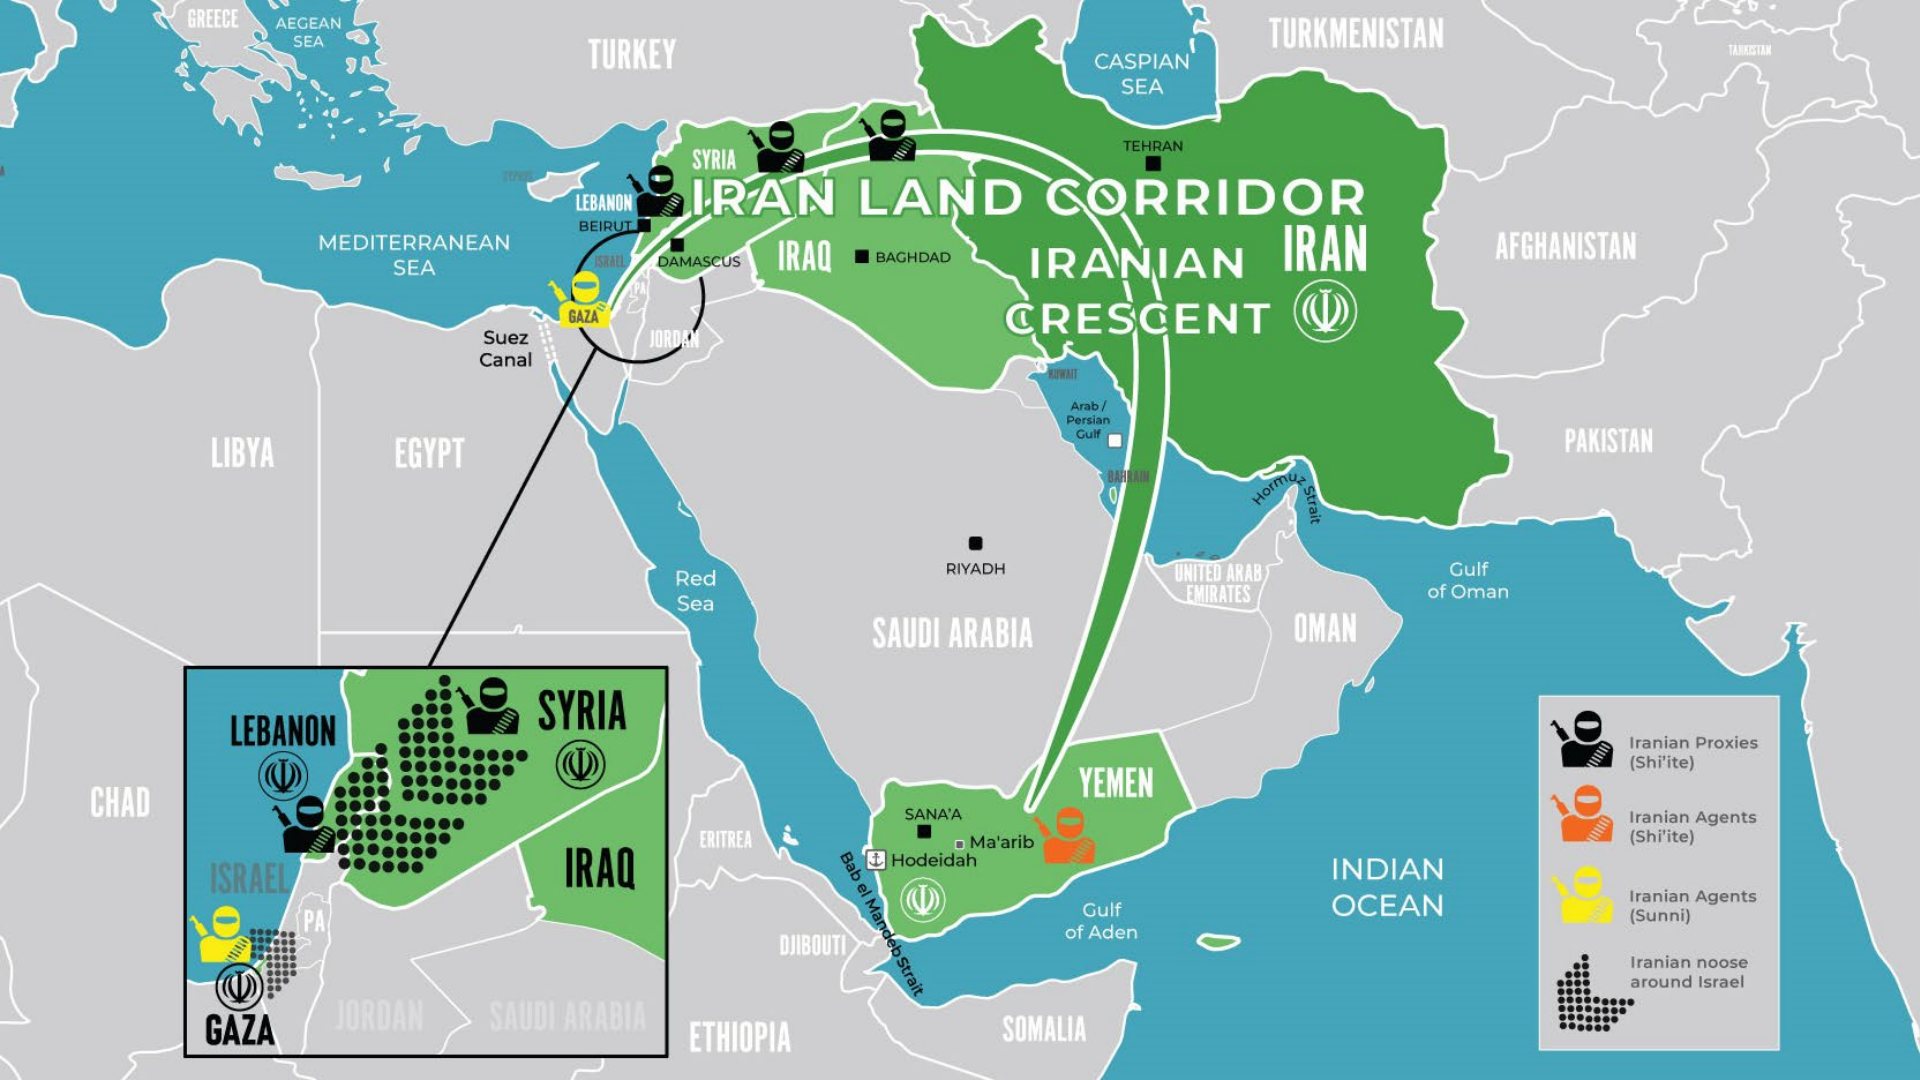 GREECE
AEGEAN
SEA
TURKEY
CASPIAN
SEA
TURKMENISTAN
TAJIKISTAN
TEHRAN
SYRIA
CYPRUS
LEBANON
BEIRUT
IRAN LAND CORRIDOR
MEDITERRANEAN
SEA
ISRAEL
DAMASCUS
IRAQ
BAGHDAD
IRANIAN
CRESCENT
IRAN
AFGHANISTAN
PA
GAZA
Suez
Canal
JORDAN
KUWAIT
Arab /
Persian
Gulf
BAHRAIN
Hormuz Strait
PAKISTAN
LIBYA
EGYPT
RIYADH
Red
Sea
SAUDI ARABIA
UNITED ARAB
EMIRATES
OMAN
Gulf
of Oman
CHAD
YEMEN
SANA'A
Ma'arib
Hodeidah
Bab el Mandeb Strait
ERITREA
DJIBOUTI
Gulf
of Aden
INDIAN
OCEAN
ETHIOPIA
SOMALIA
LEBANON
SYRIA
ISRAEL
IRAQ
PA
GAZA
JORDAN
SAUDI ARABIA
Iranian Proxies
(Shi'ite)
Iranian Agents
(Shi'ite)
Iranian Agents
(Sunni)
Iranian noose
around Israel